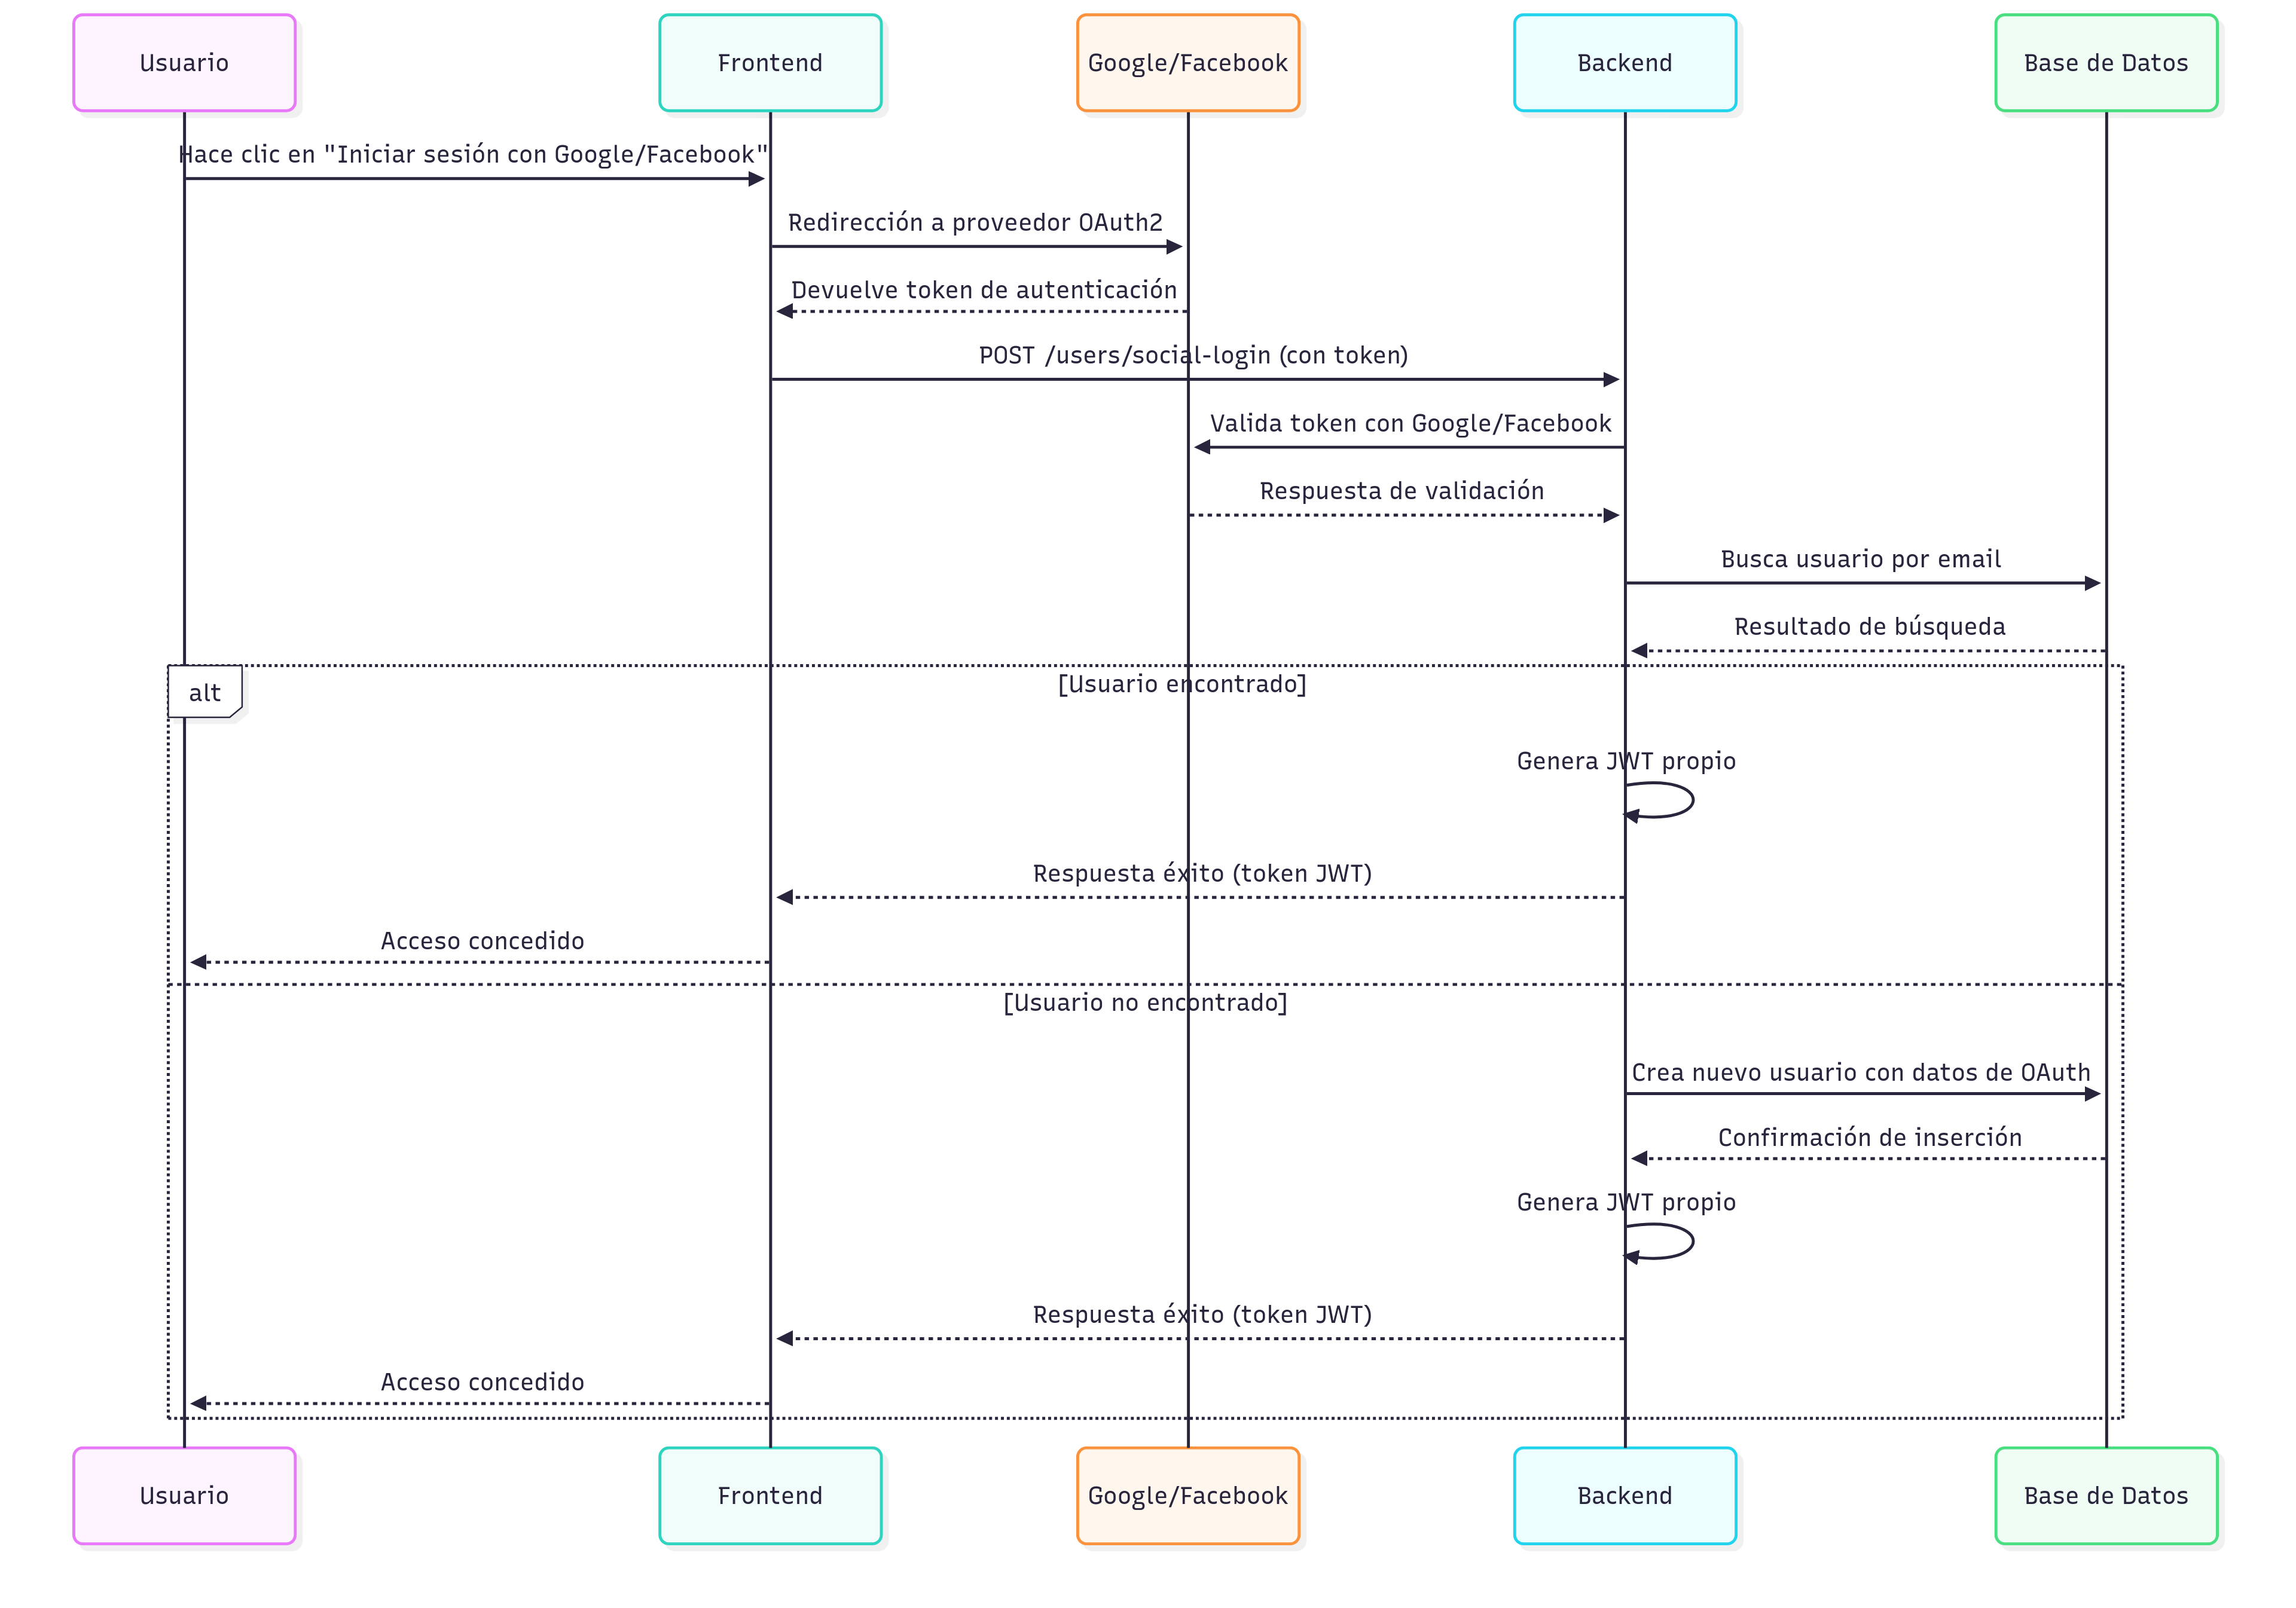 Usuario
Frontend
Google/Facebook
Backend
Base de Datos
Hace clic en "Iniciar sesión con Google/Facebook"
Redirección a proveedor OAuth2
Devuelve token de autenticación
POST /users/social-login (con token)
Valida token con Google/Facebook
Respuesta de validación
Busca usuario por email
Resultado de búsqueda
alt
[Usuario encontrado]
Genera JWT propio
Respuesta éxito (token JWT)
Acceso concedido
[Usuario no encontrado]
Crea nuevo usuario con datos de OAuth
Confirmación de inserción
Genera JWT propio
Respuesta éxito (token JWT)
Acceso concedido
Usuario
Frontend
Google/Facebook
Backend
Base de Datos